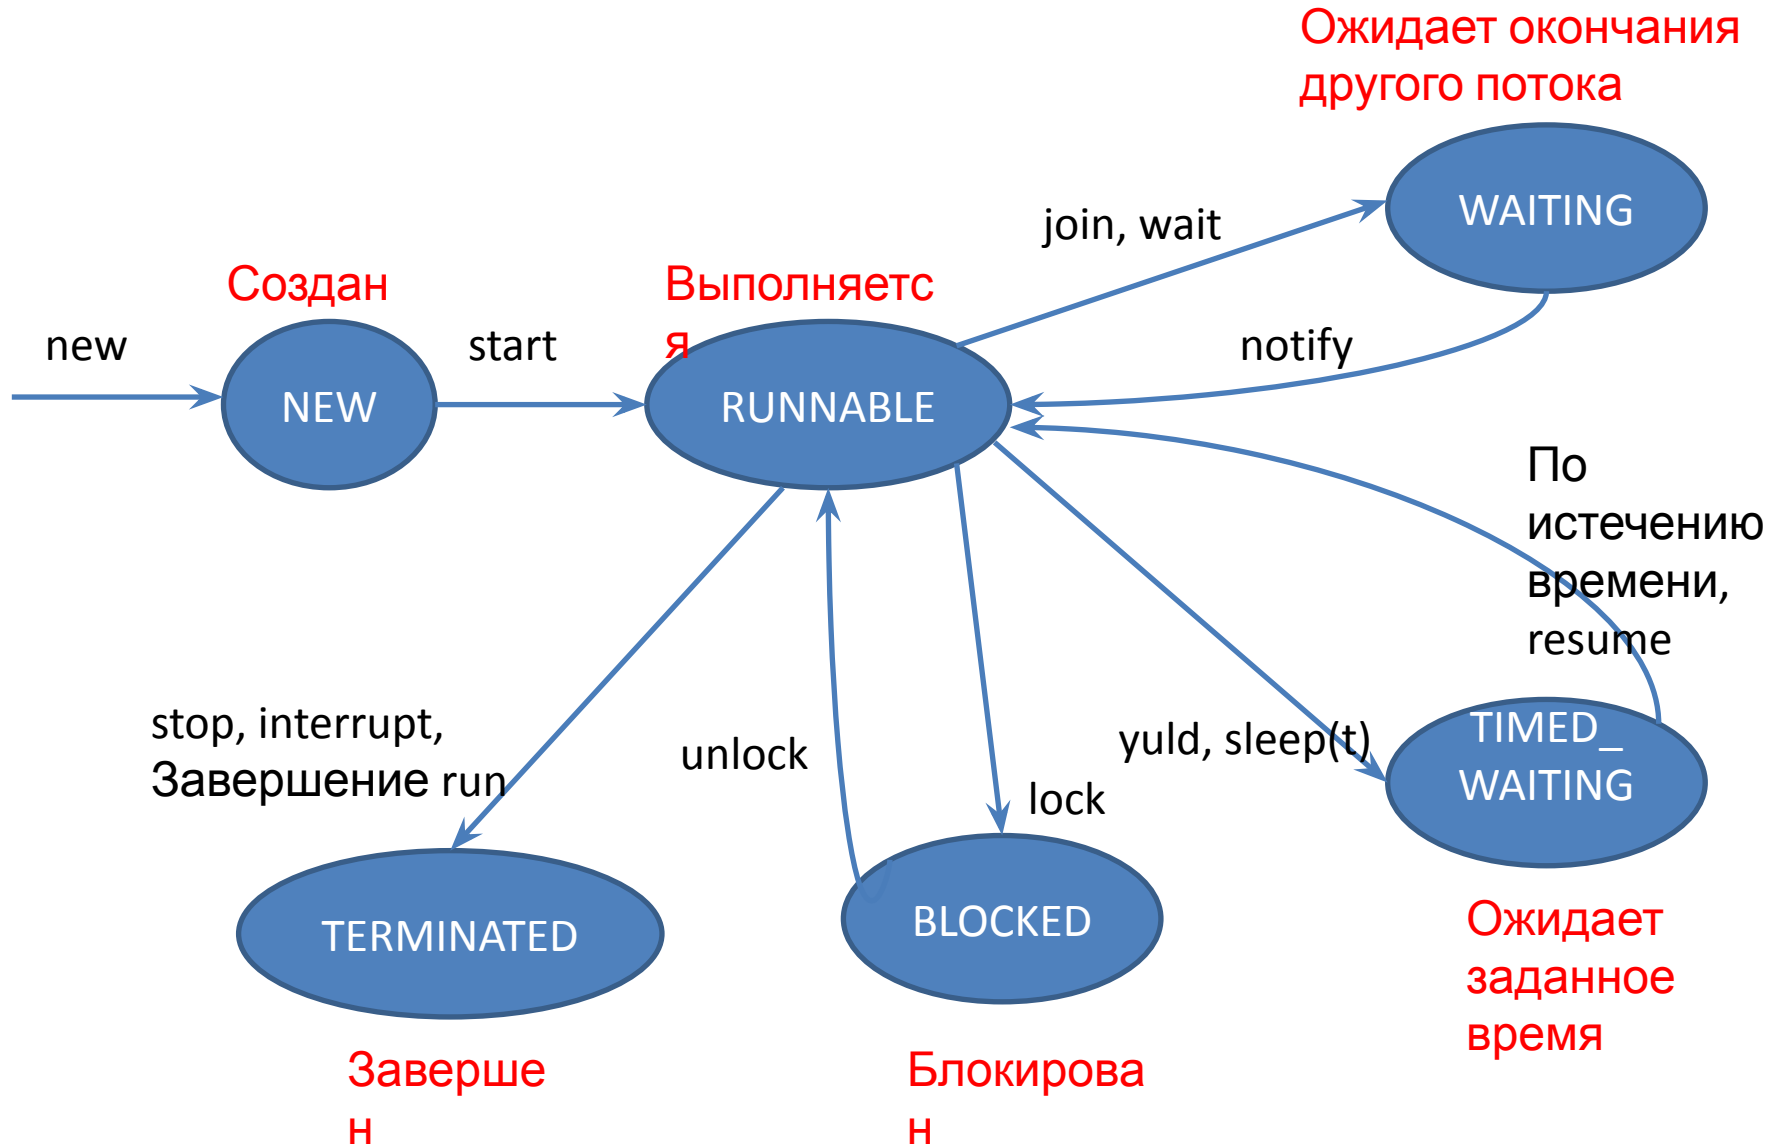 Ожидает окончания
другого потока
WAITING
join, wait
Создан
Выполняетс
я
new
start
notify
NEW
RUNNABLE
По
истечению
времени,
resume
stop, interrupt,
Завершение run
unlock
yuld, sleep(t)
lock
TIMED_
WAITING
TERMINATED
BLOCKED
Ожидает
заданное
время
Заверше
н
Блокирова
н